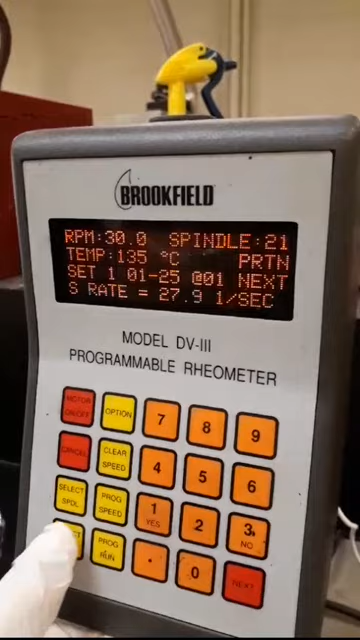 BROOKFIELD
RPM:30.0 SPINDLE:21
TEMP:135 °C PRTN
SET 1 01-25 @01 NEXT
S RATE = 27.9 1/SEC
MODEL DV-III
PROGRAMMABLE RHEOMETER
MOTOR ON/OFF OPTION 7 8 9
CANCEL CLEAR SPEED 4 5 6
SELECT SPDL PROG SPEED 1 YES 2 3 NO
PROG RUN . 0 NEXT